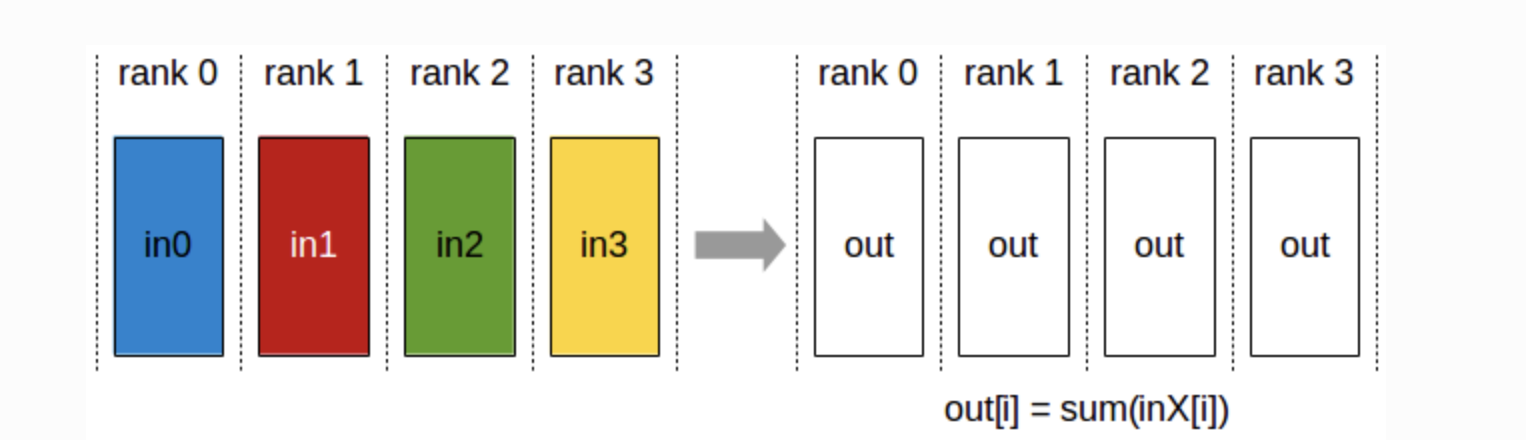 rank 0 rank 1 rank 2 rank 3 rank 0 rank 1 rank 2 rank 3
in0 in1 in2 in3 out out out out
out[i] = sum(inX[i])